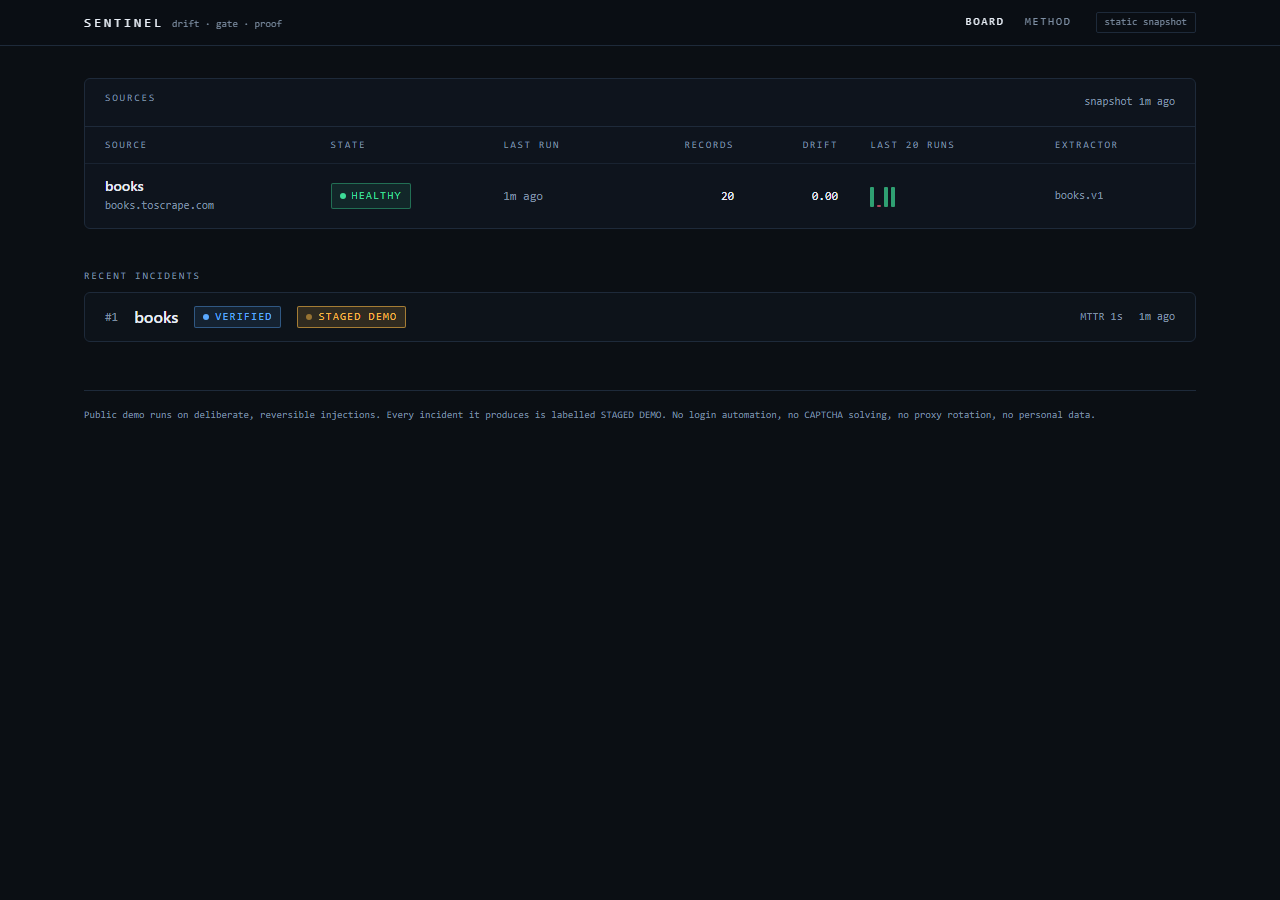 SENTINEL drift · gate · proof BOARD METHOD static snapshot
SOURCES snapshot 1m ago
SOURCE STATE LAST RUN RECORDS DRIFT LAST 20 RUNS EXTRACTOR
books
books.toscrape.com HEALTHY 1m ago 20 0.00 books.v1
RECENT INCIDENTS
#1 books VERIFIED STAGED DEMO MTTR 1s 1m ago
Public demo runs on deliberate, reversible injections. Every incident it produces is labelled STAGED DEMO. No login automation, no CAPTCHA solving, no proxy rotation, no personal data.